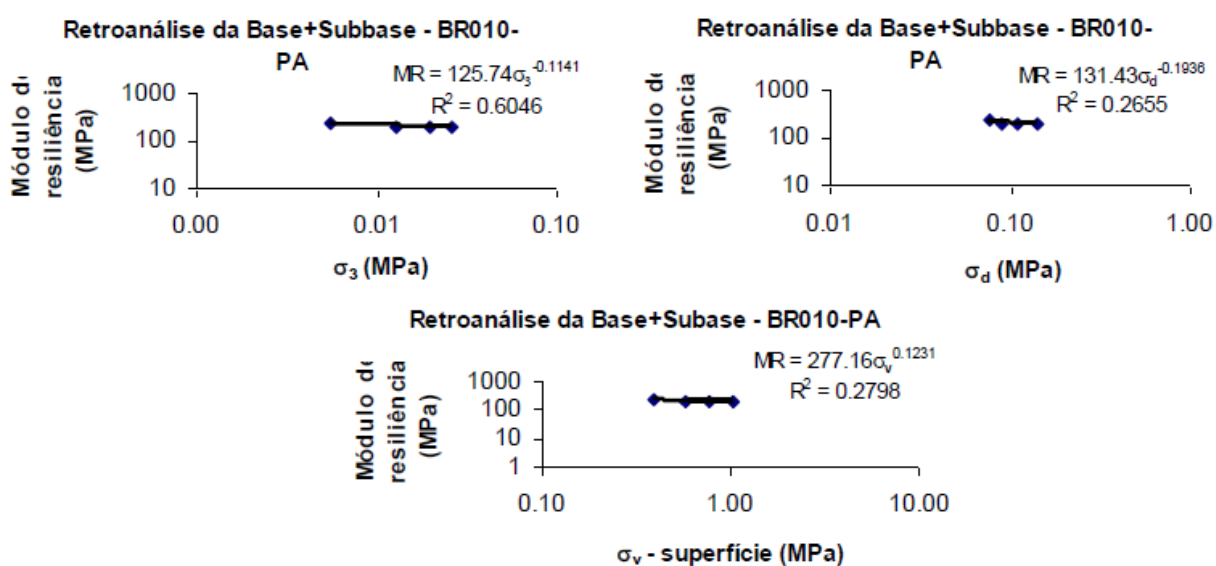 Retroanálise da Base+Subbase - BR010-
PA
MR = 125.74σ₃^-0.1141
R² = 0.6046
Módulo de
resiliência
(MPa)
1000
100
10
0.00 0.01 0.10
σ₃ (MPa)
Retroanálise da Base+Subbase - BR010-
PA
MR = 131.43σd^-0.1936
R² = 0.2655
Módulo de
resiliência
(MPa)
1000
100
10
0.01 0.10 1.00
σd (MPa)
Retroanálise da Base+Subase - BR010-PA
MR = 277.16σv^0.1231
R² = 0.2798
Módulo de
resiliência
(MPa)
1000
100
10
1
0.10 1.00 10.00
σv - superfície (MPa)